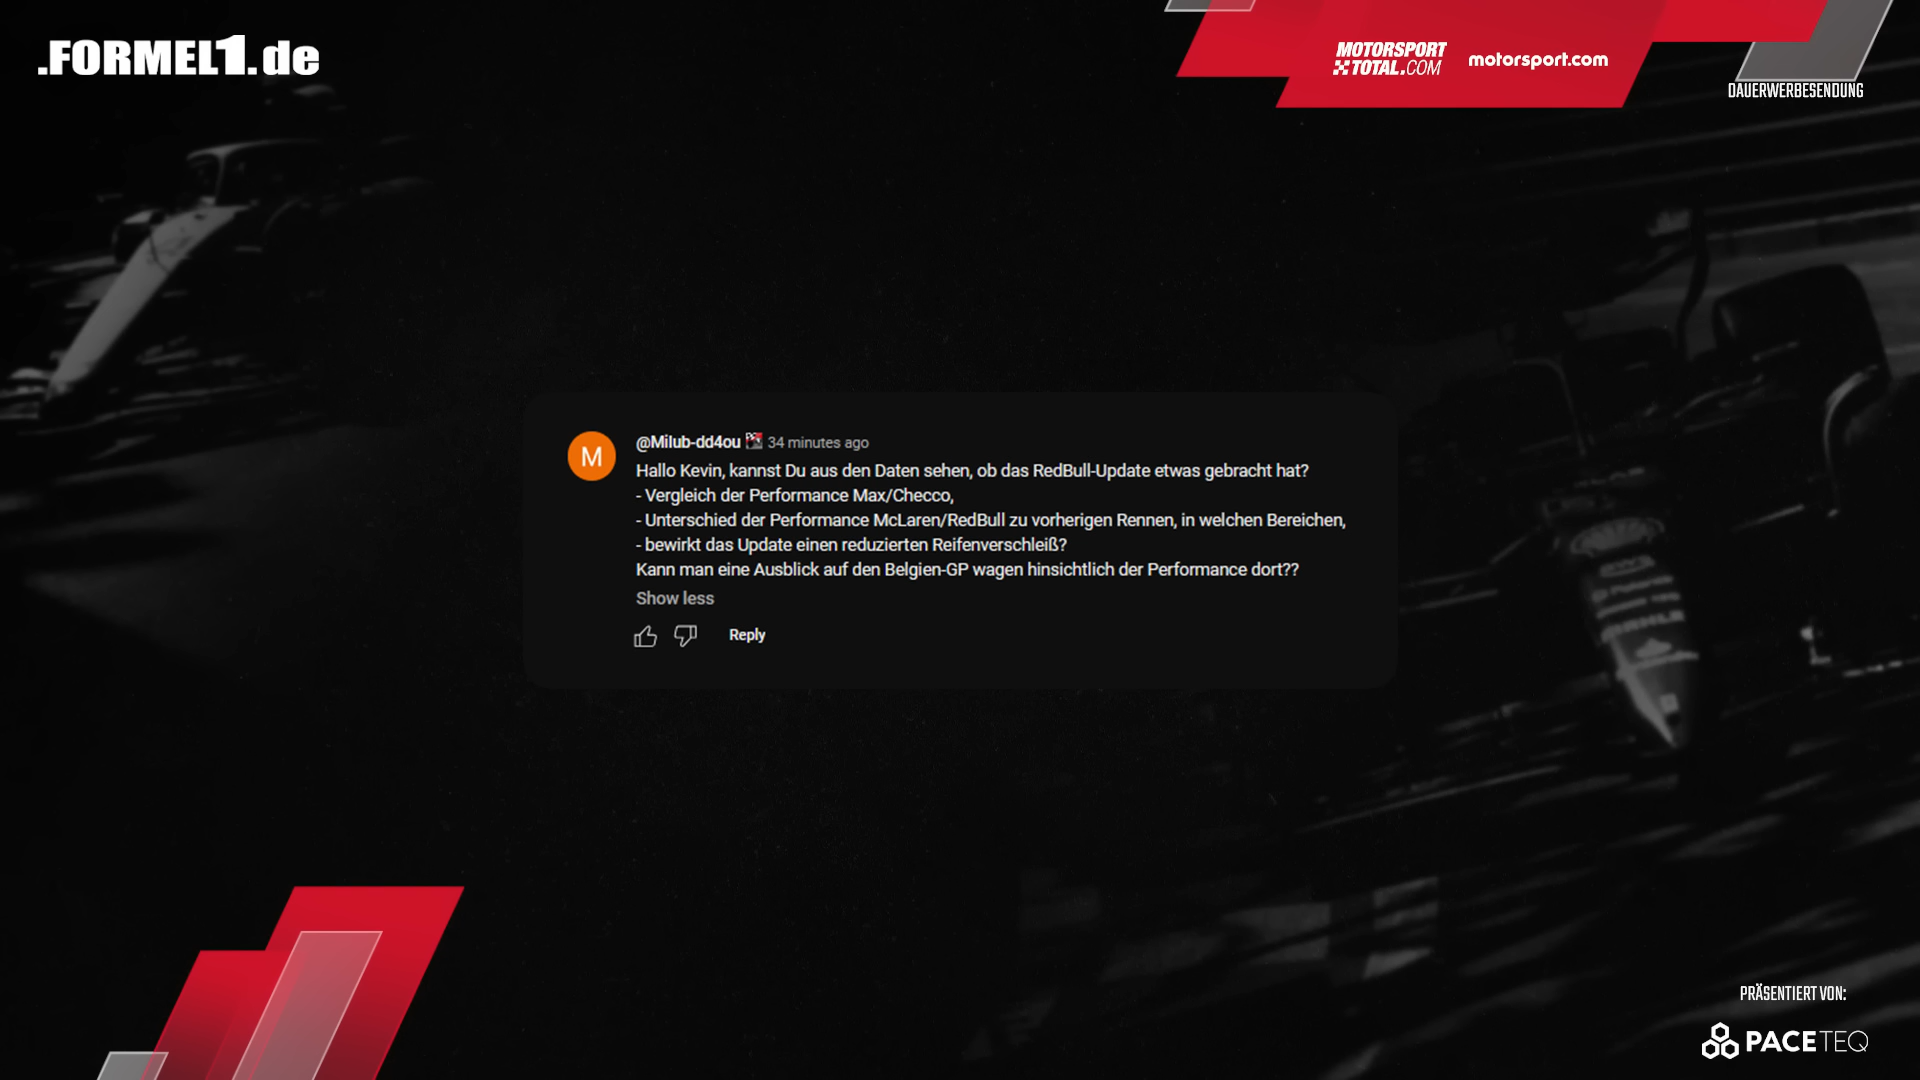 .FORMEL1.de
MOTORSPORT
TOTAL.COM
motorsport.com
DAUERWERBESENDUNG
M
@Milub-dd4ou 34 minutes ago
Hallo Kevin, kannst Du aus den Daten sehen, ob das RedBull-Update etwas gebracht hat?
- Vergleich der Performance Max/Checco,
- Unterschied der Performance McLaren/RedBull zu vorherigen Rennen, in welchen Bereichen,
- bewirkt das Update einen reduzierten Reifenverschleiß?
Kann man eine Ausblick auf den Belgien-GP wagen hinsichtlich der Performance dort??
Show less
Reply
PRÄSENTIERT VON:
PACETEQ